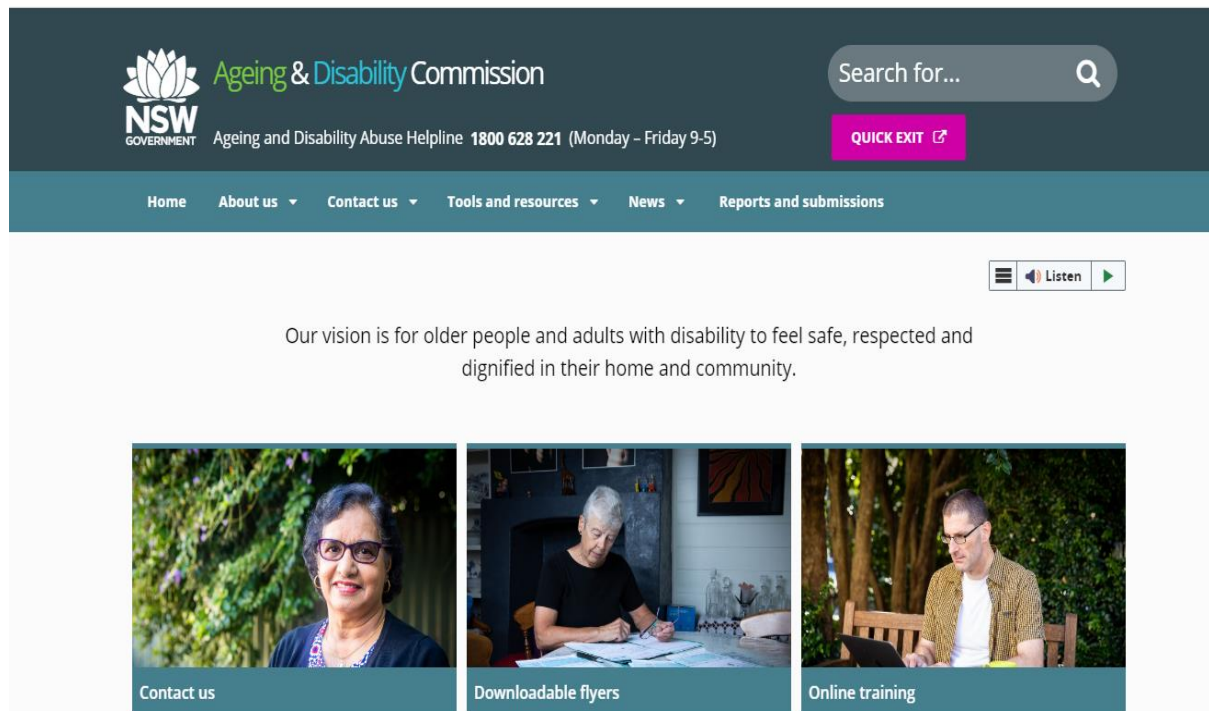 Ageing & Disability Commission
Search for...
NSW
GOVERNMENT
Ageing and Disability Abuse Helpline 1800 628 221 (Monday – Friday 9-5)
QUICK EXIT
Home About us Contact us Tools and resources News Reports and submissions
Listen
Our vision is for older people and adults with disability to feel safe, respected and
dignified in their home and community.
Contact us Downloadable flyers Online training